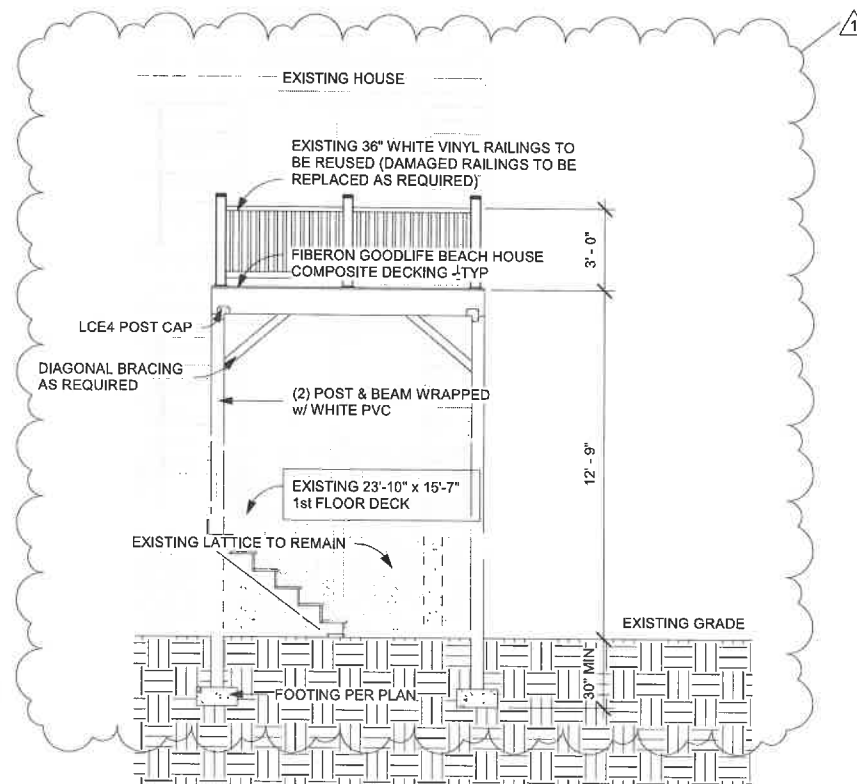 1
EXISTING HOUSE
EXISTING 36" WHITE VINYL RAILINGS TO
BE REUSED (DAMAGED RAILINGS TO BE
REPLACED AS REQUIRED)
3' - 0"
FIBERON GOODLIFE BEACH HOUSE
COMPOSITE DECKING - TYP
LCE4 POST CAP
DIAGONAL BRACING
AS REQUIRED
(2) POST & BEAM WRAPPED
w/ WHITE PVC
12' - 9"
EXISTING 23'-10" x 15'-7"
1st FLOOR DECK
EXISTING LATTICE TO REMAIN
EXISTING GRADE
30" MIN
FOOTING PER PLAN